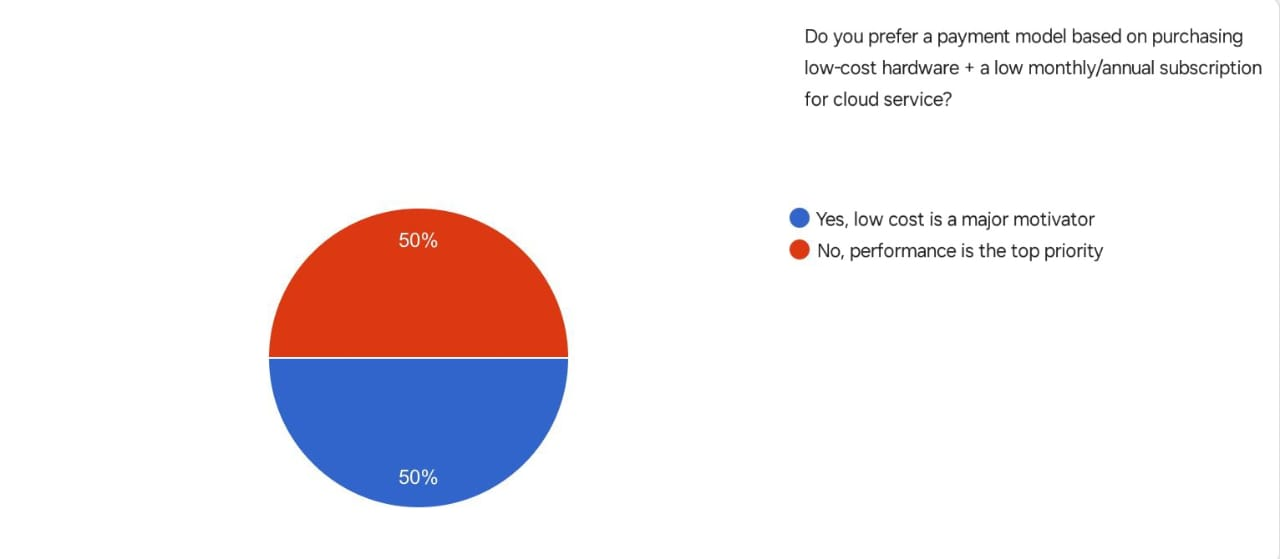 Do you prefer a payment model based on purchasing
low-cost hardware + a low monthly/annual subscription
for cloud service?
Yes, low cost is a major motivator
No, performance is the top priority
50%
50%